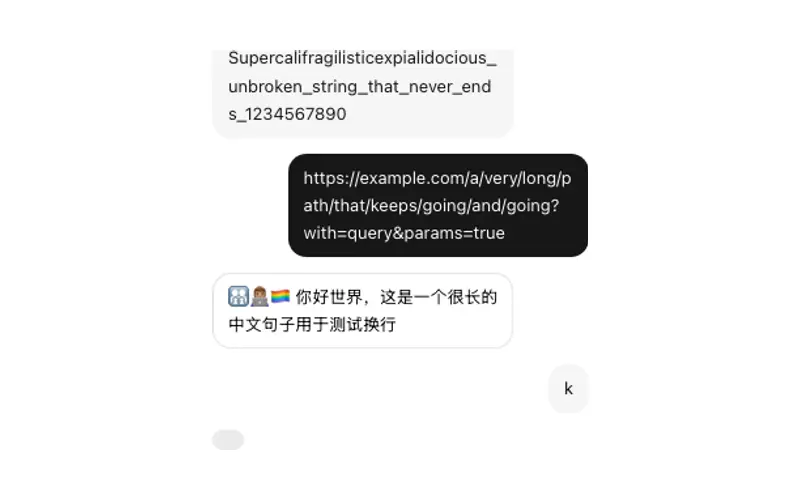 Supercalifragilisticexpialidocious_
unbroken_string_that_never_end
s_1234567890
https://example.com/a/very/long/p
ath/that/keeps/going/and/going?
with=query&params=true
👨‍👩‍👧‍👦🧑🏽‍💻🏳️‍🌈 你好世界，这是一个很长的
中文句子用于测试换行
k